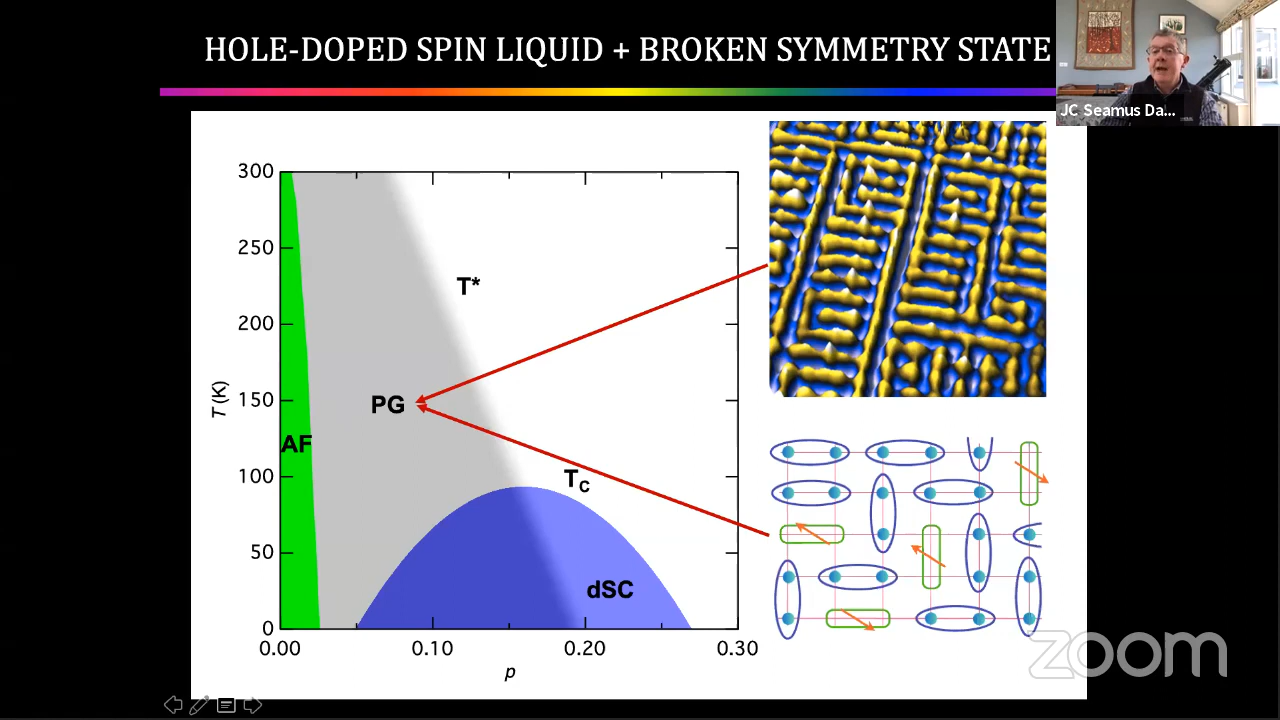 HOLE-DOPED SPIN LIQUID + BROKEN SYMMETRY STATE
JC Seamus Da...
300
250
200
150
100
50
0
T (K)
0.00
0.10
0.20
0.30
p
AF
PG
T*
TC
dSC
zoom